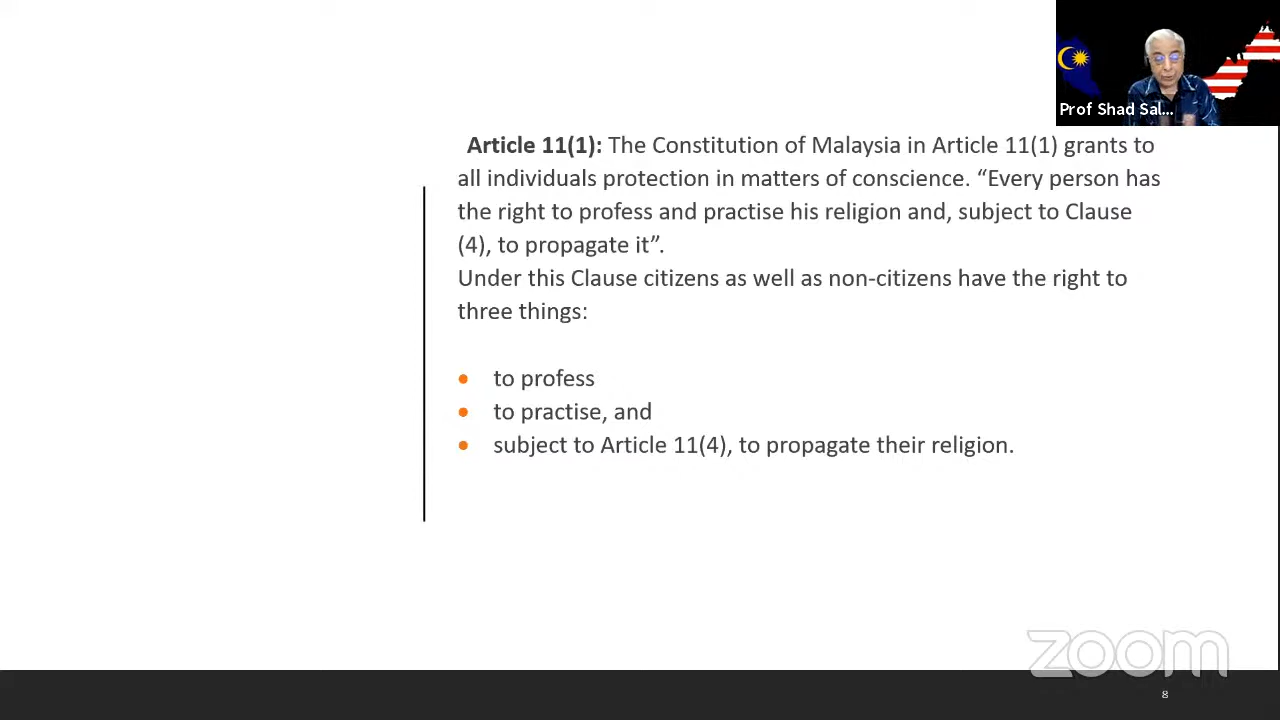 Prof Shad Sal...
Article 11(1): The Constitution of Malaysia in Article 11(1) grants to
all individuals protection in matters of conscience. “Every person has
the right to profess and practise his religion and, subject to Clause
(4), to propagate it”.
Under this Clause citizens as well as non-citizens have the right to
three things:
• to profess
• to practise, and
• subject to Article 11(4), to propagate their religion.
zoom
8